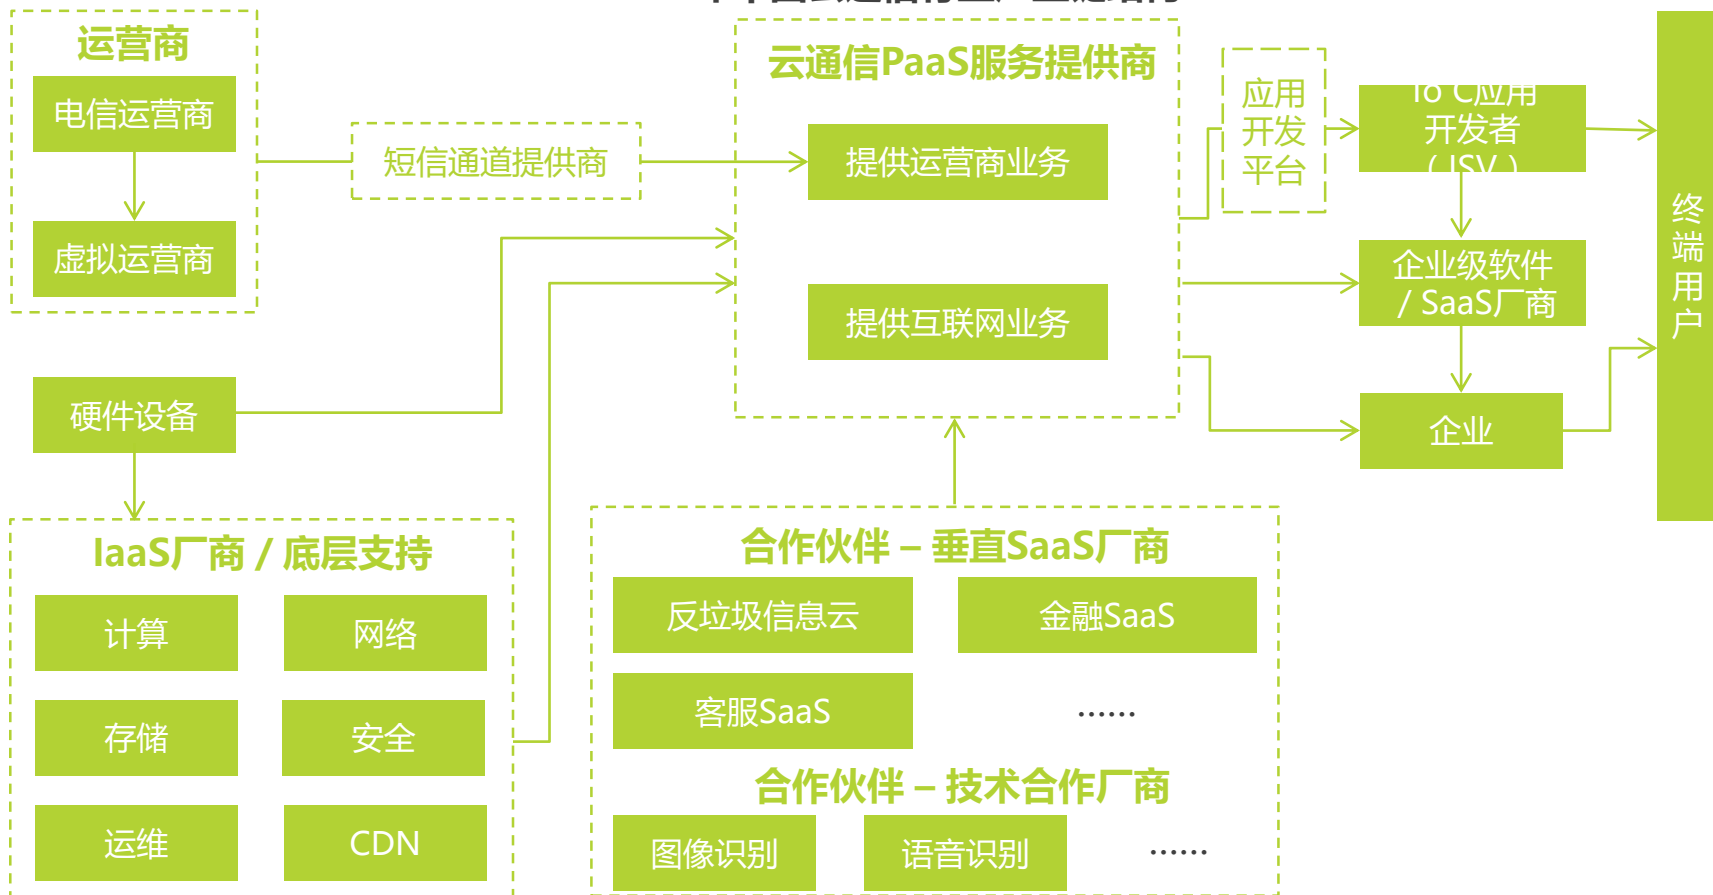 运营商
电信运营商
虚拟运营商
硬件设备
短信通道提供商
云通信PaaS服务提供商
提供运营商业务
提供互联网业务
应用
开发
平台
To C应用
开发者
（ISV）
企业级软件
/ SaaS厂商
企业
终
端
用
户
IaaS厂商 / 底层支持
计算
网络
存储
安全
运维
CDN
合作伙伴 – 垂直SaaS厂商
反垃圾信息云
金融SaaS
客服SaaS
……
合作伙伴 – 技术合作厂商
图像识别
语音识别
……